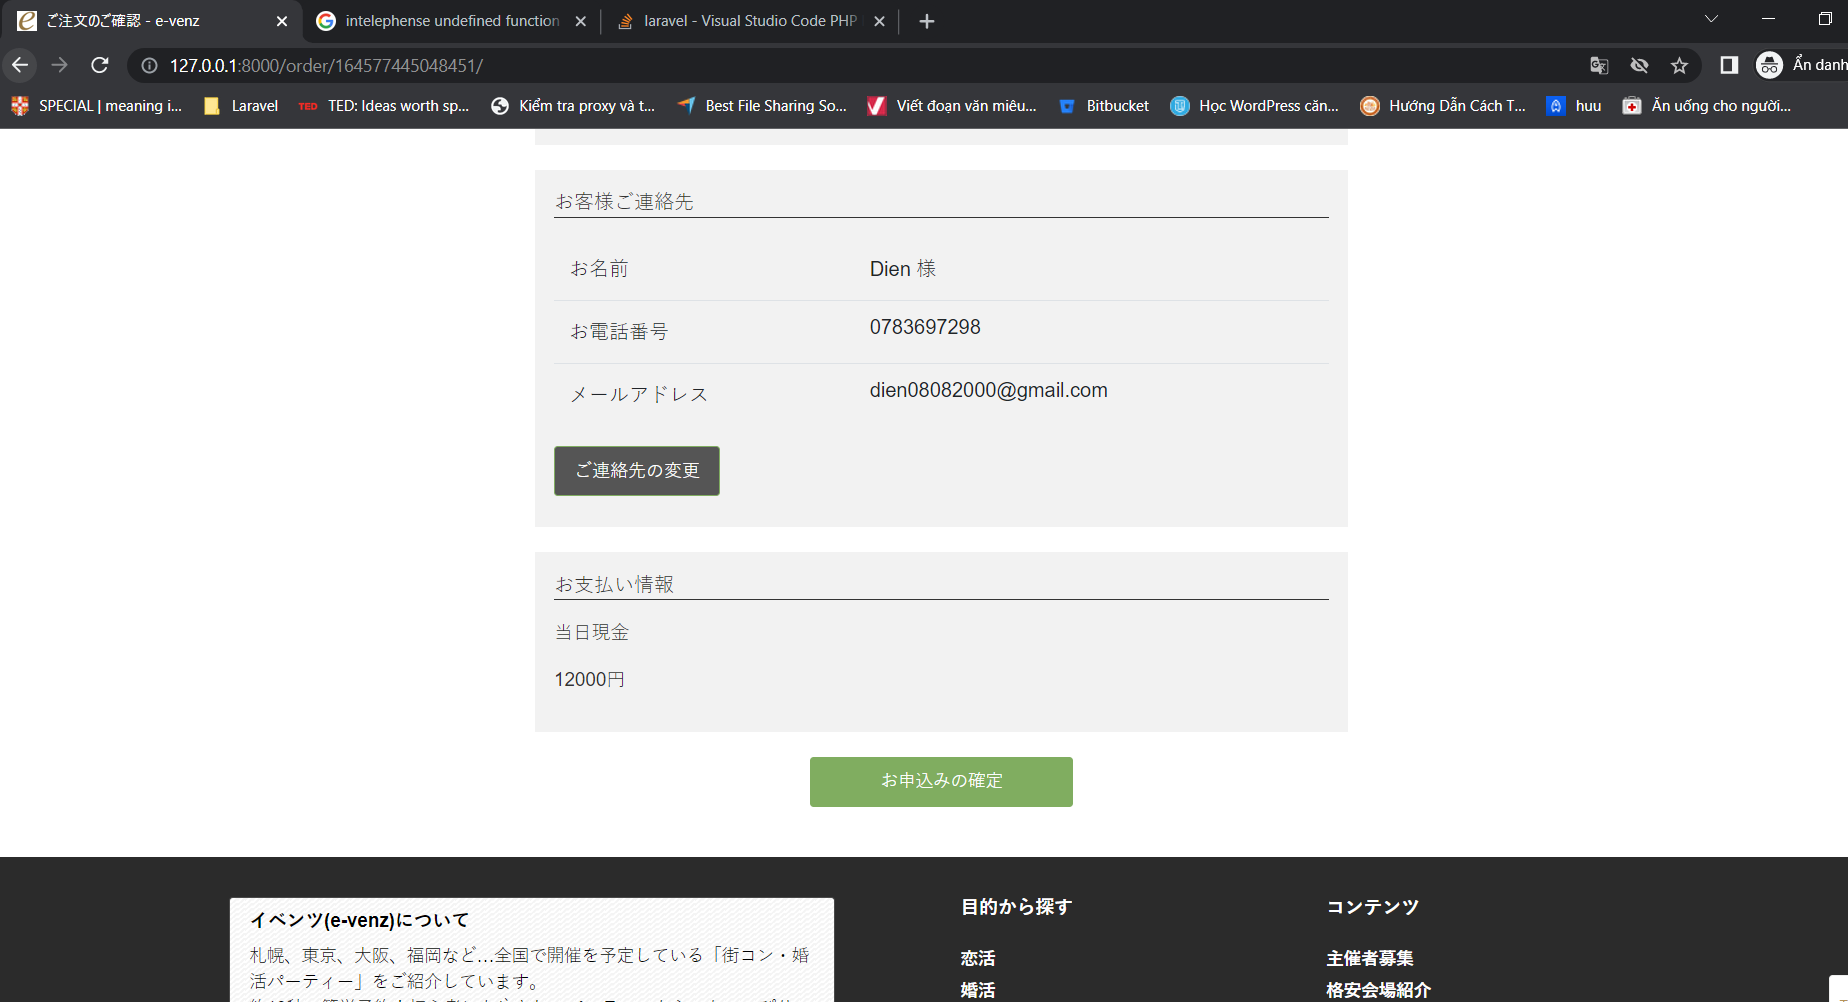 ご注文のご確認 - e-venz
intelephense undefined function
laravel - Visual Studio Code PHP
127.0.0.1:8000/order/164577445048451/
Ẩn danh
SPECIAL | meaning i...
Laravel
TED TED: Ideas worth sp...
Kiểm tra proxy và t...
Best File Sharing So...
Viết đoạn văn miêu...
Bitbucket
Học WordPress căn...
Hướng Dẫn Cách T...
huu
Ăn uống cho người...
お客様ご連絡先
お名前 Dien 様
お電話番号 0783697298
メールアドレス dien08082000@gmail.com
ご連絡先の変更
お支払い情報
当日現金
12000円
お申込みの確定
イベンツ(e-venz)について
札幌、東京、大阪、福岡など…全国で開催を予定している「街コン・婚
活パーティー」をご紹介しています。
目的から探す
恋活
婚活
コンテンツ
主催者募集
格安会場紹介